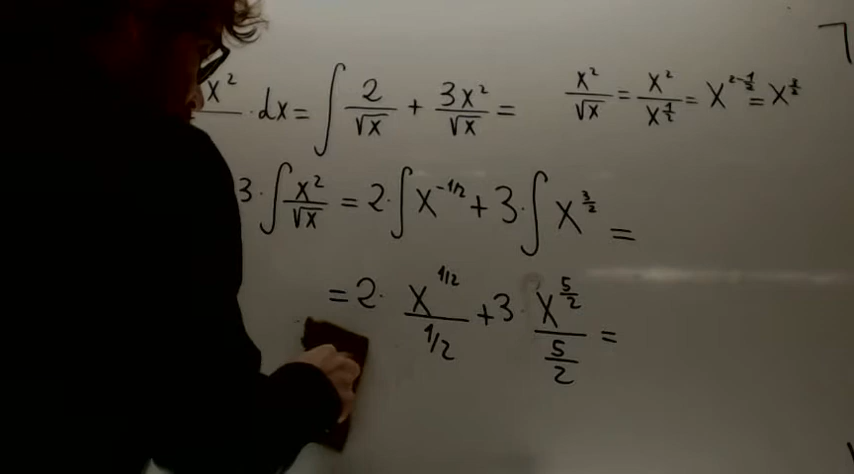 x²/ · dx = ∫ 2/√x + 3x²/√x =
x²/√x = x²/x^(1/2) = x^(2-1/2) = x^(3/2)
3 · ∫ x²/√x = 2 · ∫ x^(-1/2) + 3 · ∫ x^(3/2) =
= 2 · x^(1/2)/(1/2) + 3 · x^(5/2)/(5/2) =